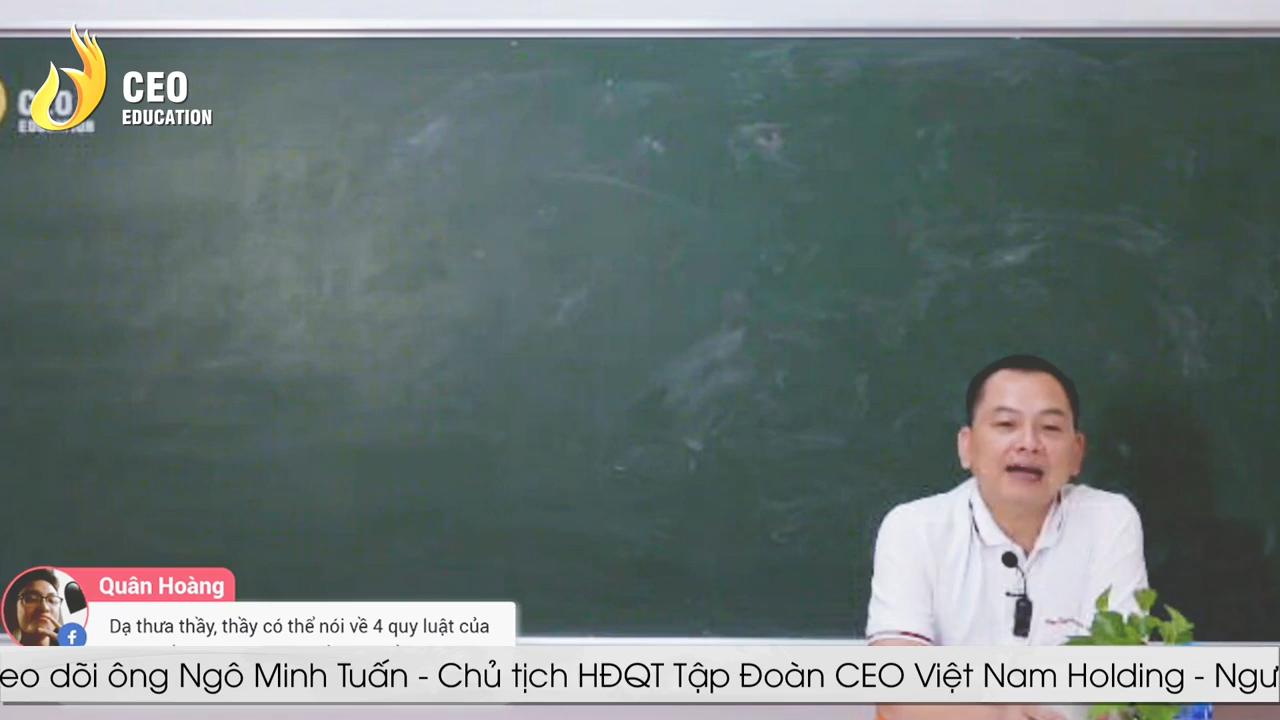 CEO
EDUCATION
Quân Hoàng
Dạ thưa thầy, thầy có thể nói về 4 quy luật của
eo dõi ông Ngô Minh Tuấn - Chủ tịch HĐQT Tập Đoàn CEO Việt Nam Holding - Ngư